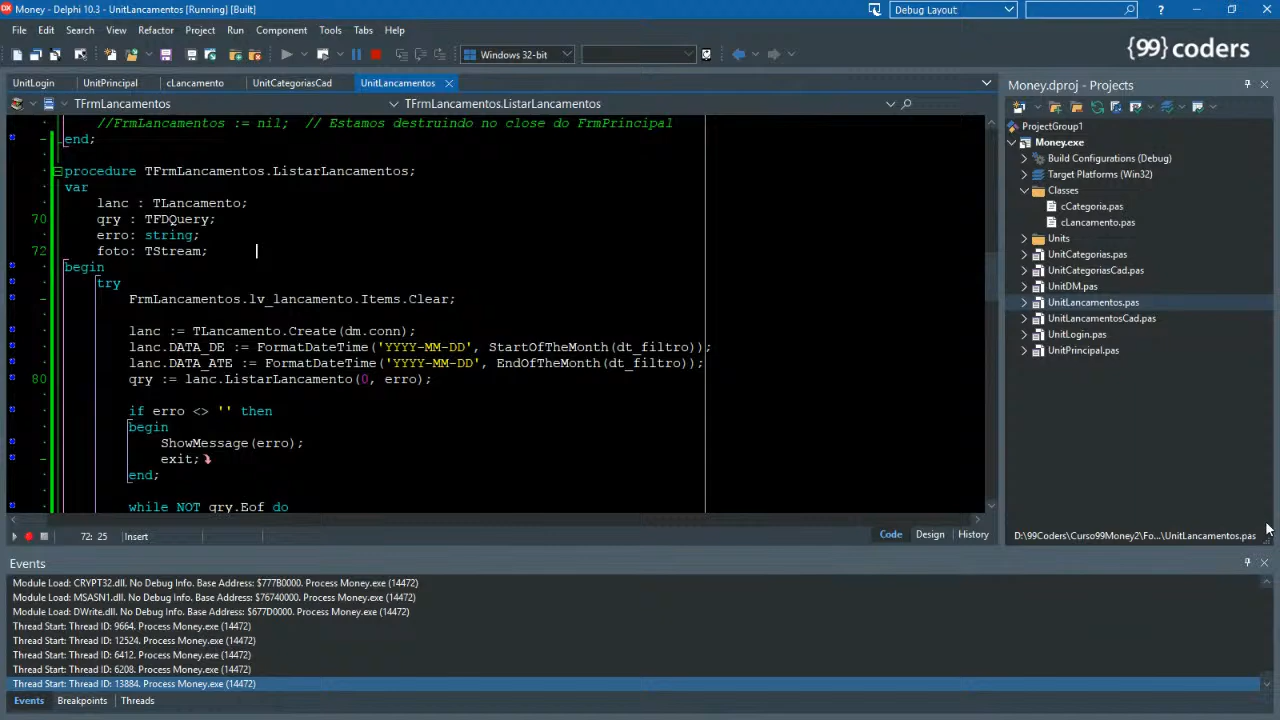 Money - Delphi 10.3 - UnitLancamentos [Running] [Built]
Debug Layout
?
File Edit Search View Refactor Project Run Component Tools Tabs Help
Windows 32-bit
{99} coders
UnitLogin UnitPrincipal cLancamento UnitCategoriasCad UnitLancamentos
TFrmLancamentos TFrmLancamentos.ListarLancamentos
//FrmLancamentos := nil; // Estamos destruindo no close do FrmPrincipal
end;
procedure TFrmLancamentos.ListarLancamentos;
var
lanc : TLancamento;
70 qry : TFDQuery;
erro: string;
72 foto: TStream;
begin
try
FrmLancamentos.lv_lancamento.Items.Clear;
lanc := TLancamento.Create(dm.conn);
lanc.DATA_DE := FormatDateTime('YYYY-MM-DD', StartOfTheMonth(dt_filtro));
lanc.DATA_ATE := FormatDateTime('YYYY-MM-DD', EndOfTheMonth(dt_filtro));
80 qry := lanc.ListarLancamento(0, erro);
if erro <> '' then
begin
ShowMessage(erro);
exit;
end;
while NOT qry.Eof do
72: 25 Insert
Code Design History
Money.dproj - Projects
ProjectGroup1
Money.exe
Build Configurations (Debug)
Target Platforms (Win32)
Classes
cCategoria.pas
cLancamento.pas
Units
UnitCategorias.pas
UnitCategoriasCad.pas
UnitDM.pas
UnitLancamentos.pas
UnitLancamentosCad.pas
UnitLogin.pas
UnitPrincipal.pas
D:\99Coders\Curso99Money2\Fo...\UnitLancamentos.pas
Events
Module Load: CRYPT32.dll. No Debug Info. Base Address: $777B0000. Process Money.exe (14472)
Module Load: MSASN1.dll. No Debug Info. Base Address: $76740000. Process Money.exe (14472)
Module Load: DWrite.dll. No Debug Info. Base Address: $677D0000. Process Money.exe (14472)
Thread Start: Thread ID: 9664. Process Money.exe (14472)
Thread Start: Thread ID: 12524. Process Money.exe (14472)
Thread Start: Thread ID: 6412. Process Money.exe (14472)
Thread Start: Thread ID: 6208. Process Money.exe (14472)
Thread Start: Thread ID: 13884. Process Money.exe (14472)
Events Breakpoints Threads